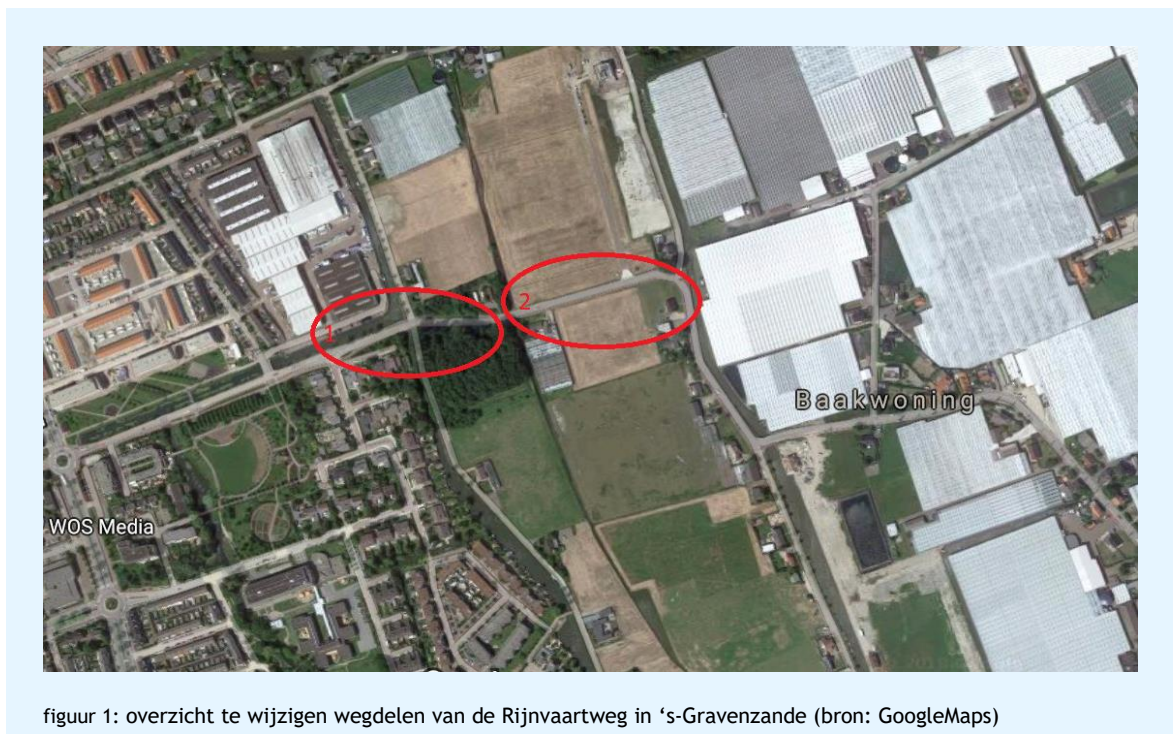 1
2
Baakwoning
WOS Media
figuur 1: overzicht te wijzigen wegdelen van de Rijnvaartweg in ‘s-Gravenzande (bron: GoogleMaps)